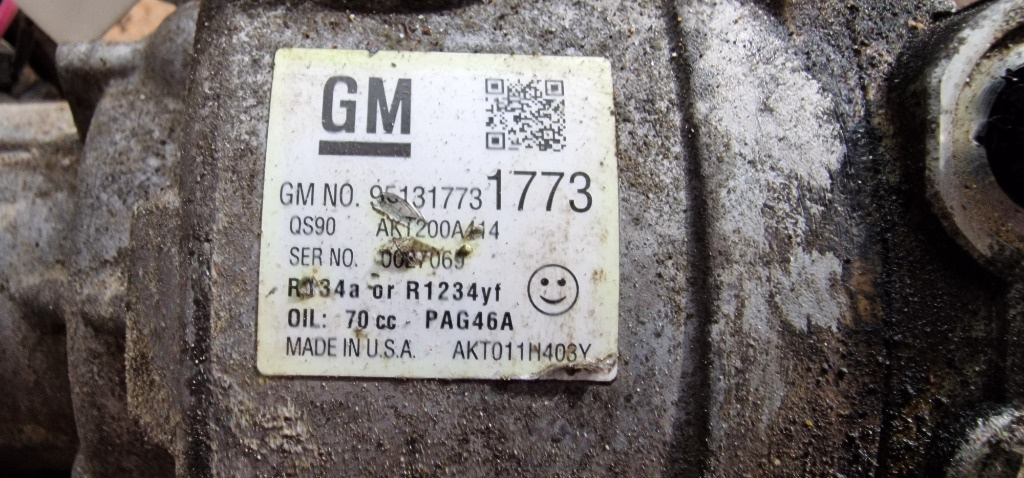 GM
GM NO. 95131773 1773
QS90 AKT200A414
SER NO. 0027069
R134a or R1234yf
OIL: 70 cc - PAG46A
MADE IN U.S.A. AKT011H403Y